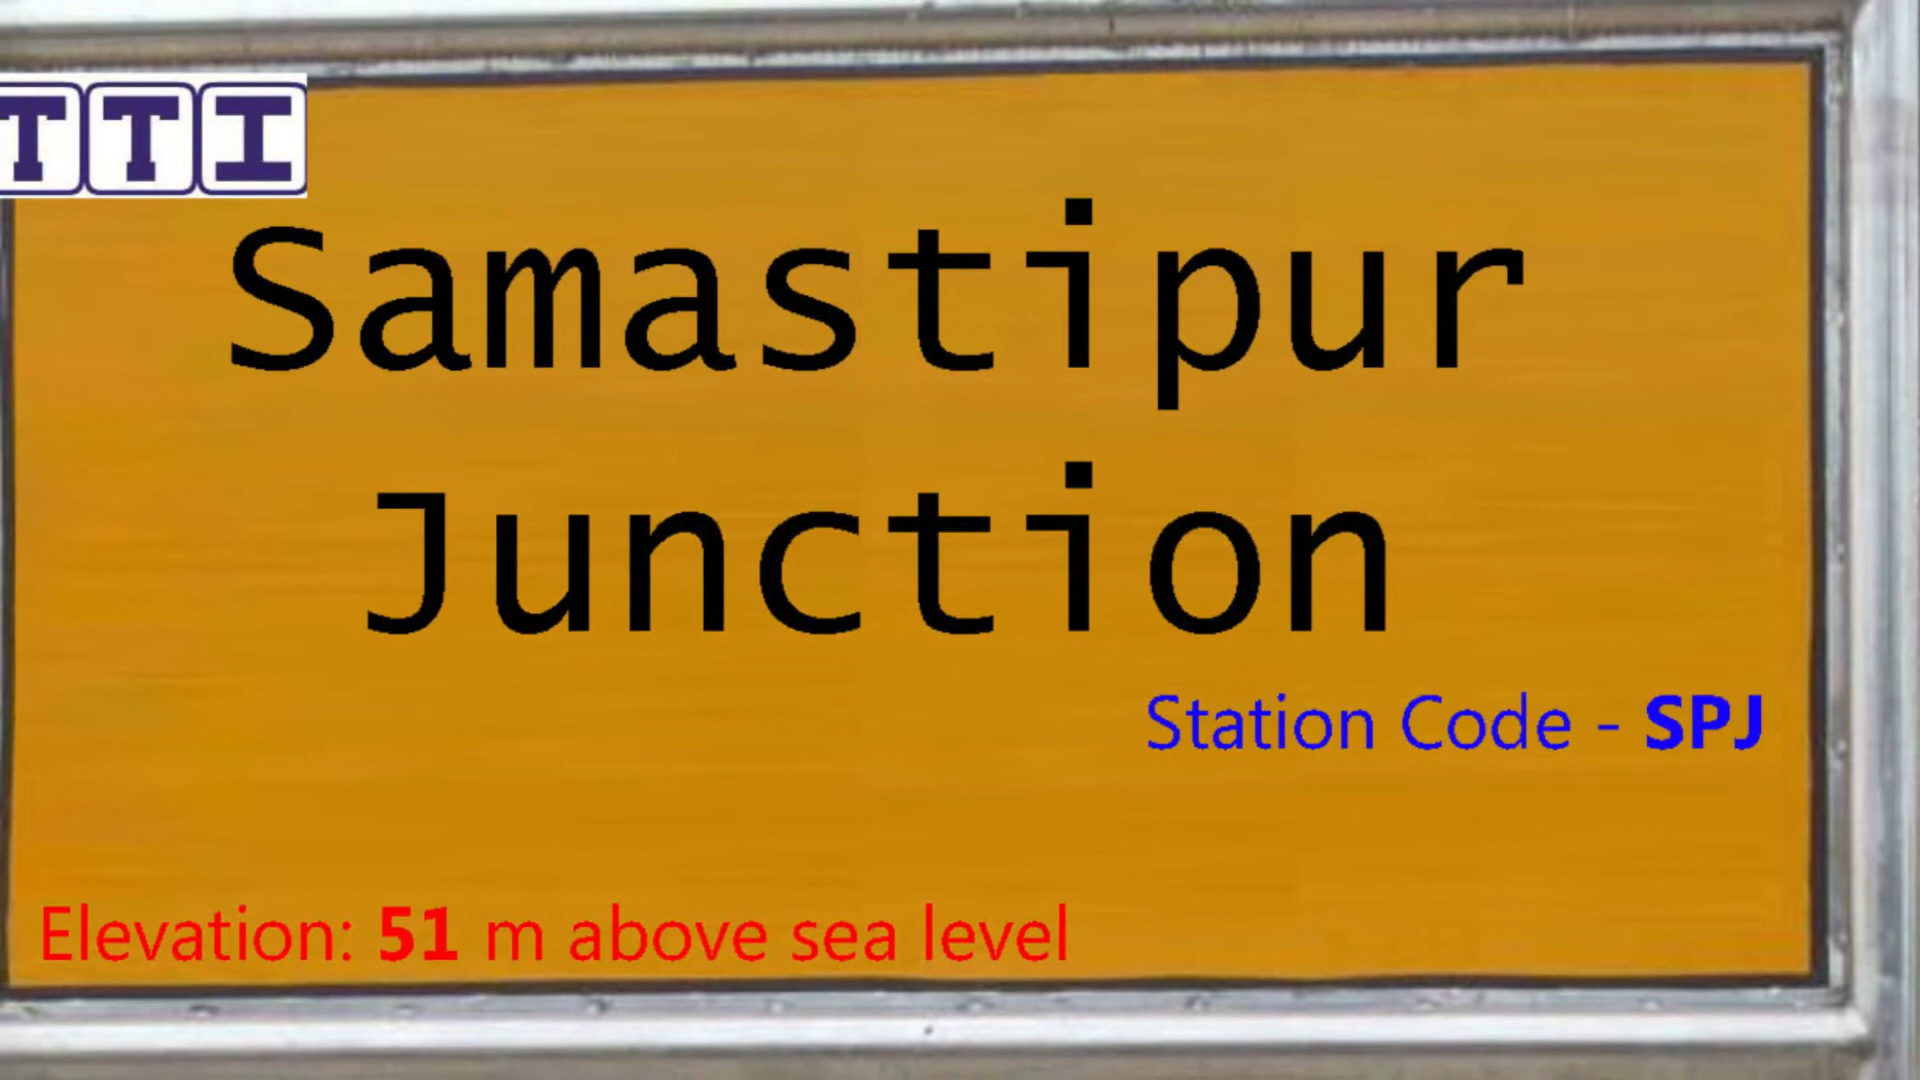 TTI
Samastipur
Junction
Station Code - SPJ
Elevation: 51 m above sea level